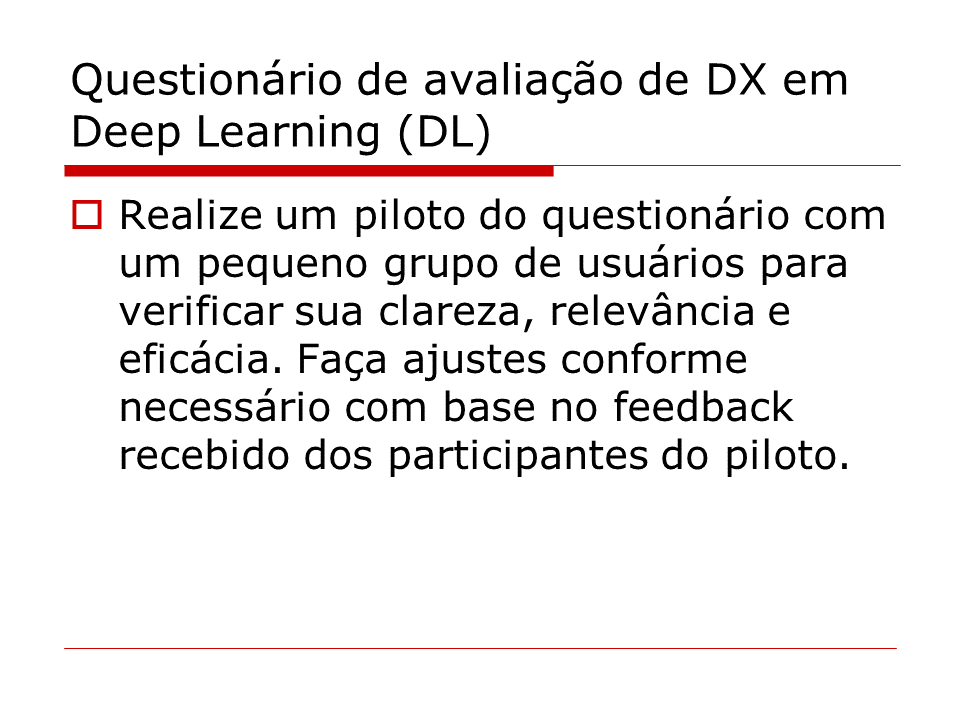 Questionário de avaliação de DX em
Deep Learning (DL)
Realize um piloto do questionário com
um pequeno grupo de usuários para
verificar sua clareza, relevância e
eficácia. Faça ajustes conforme
necessário com base no feedback
recebido dos participantes do piloto.